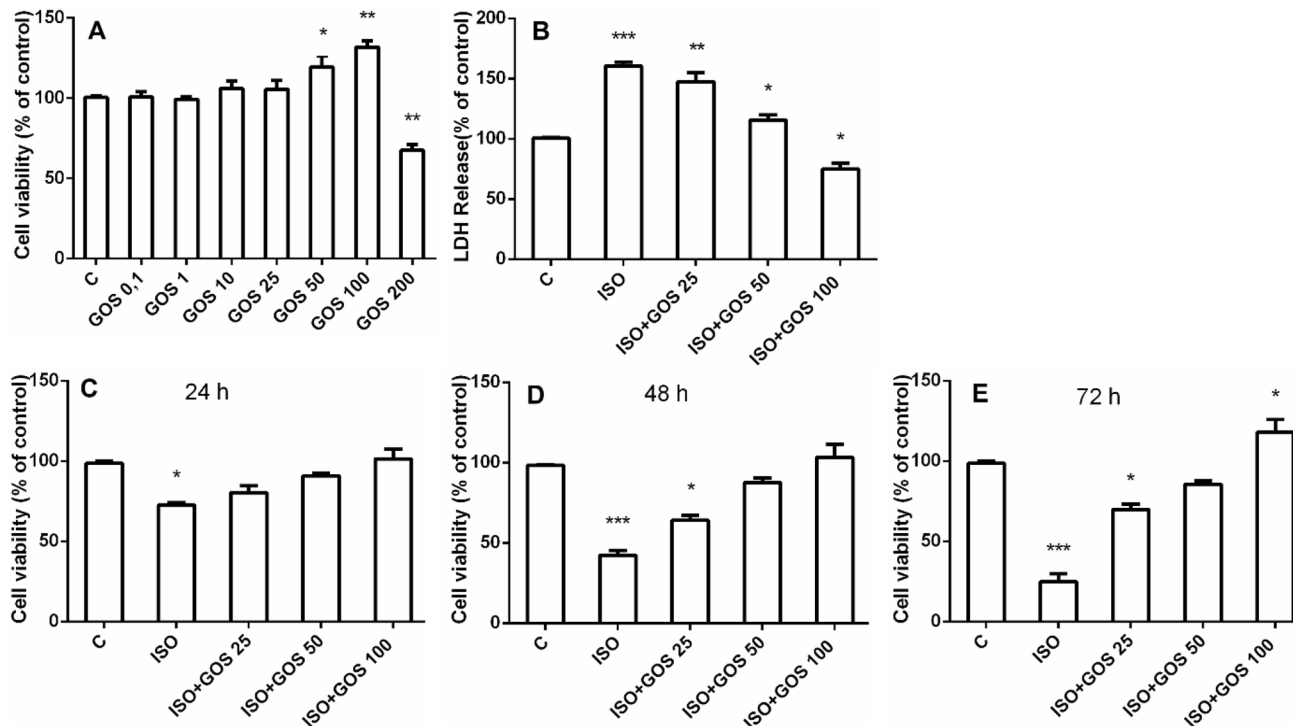 A
Cell viability (% of control)
150
100
50
0
*
**
**
C
GOS 0,1
GOS 1
GOS 10
GOS 25
GOS 50
GOS 100
GOS 200
B
LDH Release(% of control)
200
150
100
50
0
***
**
*
*
C
ISO
ISO+GOS 25
ISO+GOS 50
ISO+GOS 100
C
24 h
Cell viability (% of control)
150
100
50
0
*
C
ISO
ISO+GOS 25
ISO+GOS 50
ISO+GOS 100
D
48 h
Cell viability (% of control)
150
100
50
0
***
*
C
ISO
ISO+GOS 25
ISO+GOS 50
ISO+GOS 100
E
72 h
Cell viability (% of control)
150
100
50
0
***
*
*
C
ISO
ISO+GOS 25
ISO+GOS 50
ISO+GOS 100